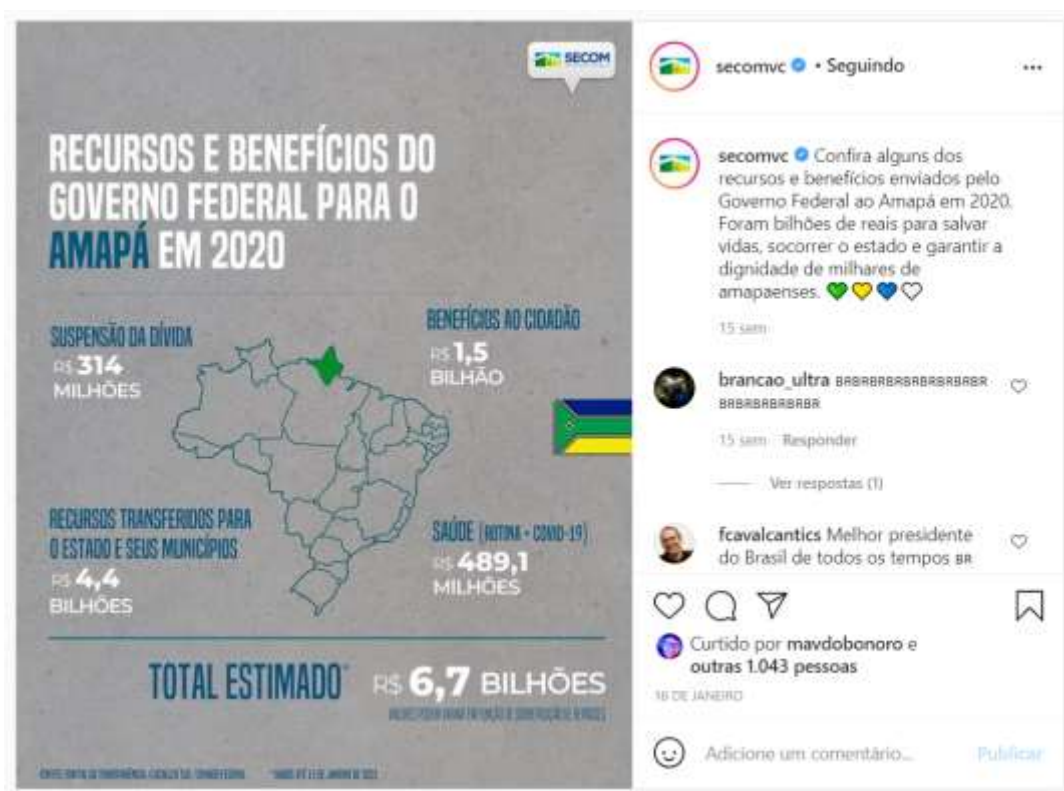 SECOM
RECURSOS E BENEFÍCIOS DO
GOVERNO FEDERAL PARA O
AMAPÁ EM 2020
SUSPENSÃO DA DÍVIDA
R$ 314
MILHÕES
BENEFÍCIOS AO CIDADÃO
R$ 1,5
BILHÃO
RECURSOS TRANSFERIDOS PARA
O ESTADO E SEUS MUNICÍPIOS
R$ 4,4
BILHÕES
SAÚDE (ROTINA + COVID-19)
R$ 489,1
MILHÕES
TOTAL ESTIMADO* R$ 6,7 BILHÕES
secomvc • Seguindo
secomvc Confira alguns dos
recursos e benefícios enviados pelo
Governo Federal ao Amapá em 2020.
Foram bilhões de reais para salvar
vidas, socorrer o estado e garantir a
dignidade de milhares de
amapaenses. 💚💛💙🤍
15 sem
brancao_ultra BRBRBRBRBRBRBRBRBR
BRBRBRBRBRBR
15 sem Responder
Ver respostas (1)
fcavalcantics Melhor presidente
do Brasil de todos os tempos BR
Curtido por mavdobonoro e
outras 1.043 pessoas
16 DE JANEIRO
Adicione um comentário... Publicar